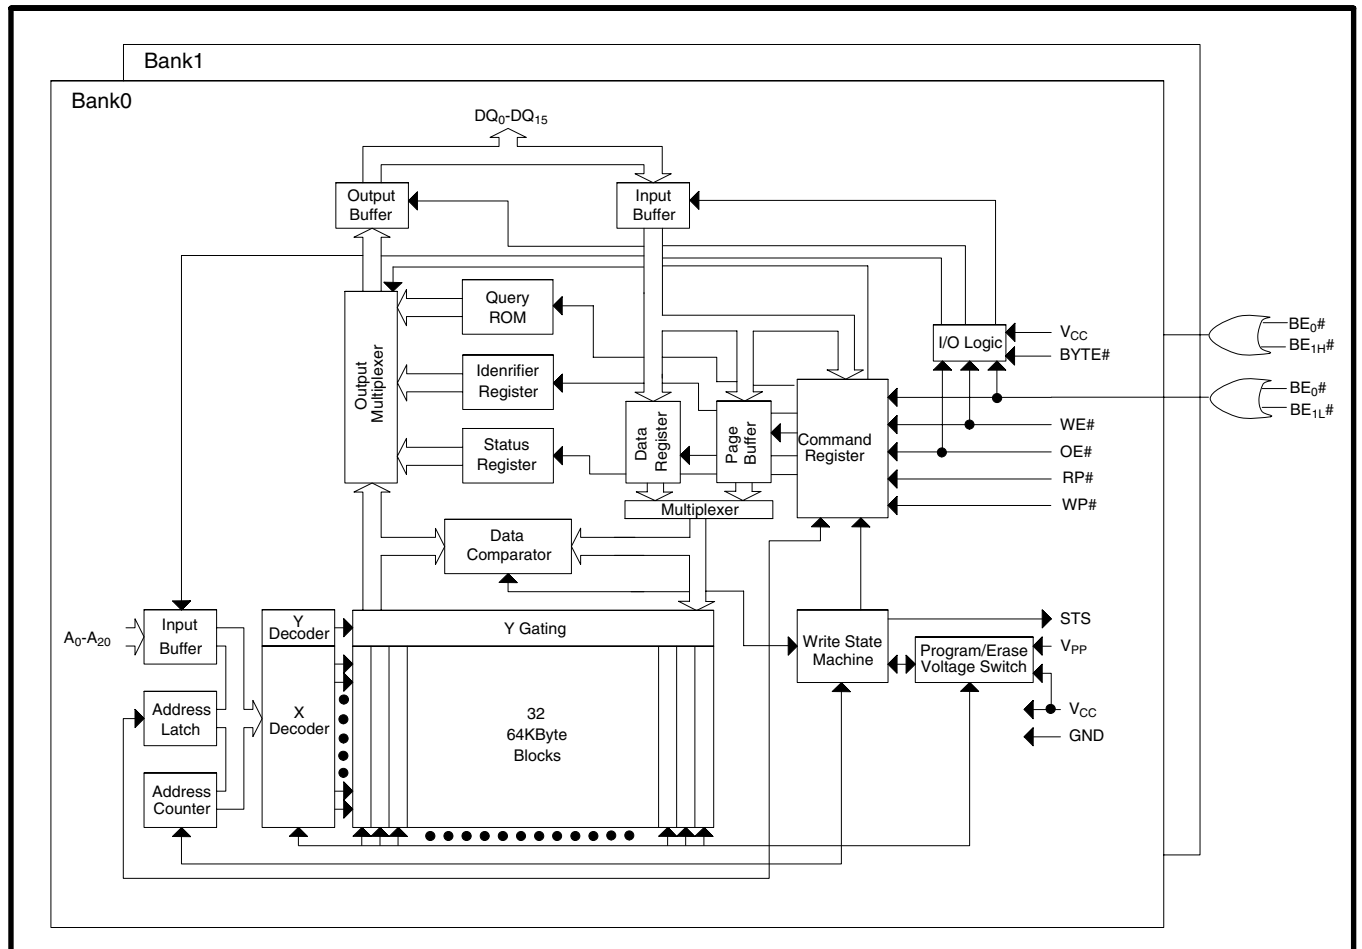 Bank1
Bank0
DQ0-DQ15
Output
Buffer
Input
Buffer
Query
ROM
VCC
I/O Logic
BYTE#
BE0#
BE1H#
Output
Multiplexer
Idenrifier
Register
Data
Register
Page
Buffer
Command
Register
BE0#
BE1L#
WE#
OE#
RP#
WP#
Status
Register
Multiplexer
Data
Comparator
A0-A20
Input
Buffer
Y
Decoder
Y Gating
Write State
Machine
STS
Program/Erase
Voltage Switch
VPP
VCC
GND
Address
Latch
X
Decoder
32
64KByte
Blocks
Address
Counter